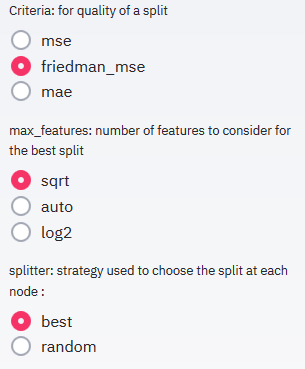 Criteria: for quality of a split
mse
friedman_mse
mae
max_features: number of features to consider for
the best split
sqrt
auto
log2
splitter: strategy used to choose the split at each
node :
best
random